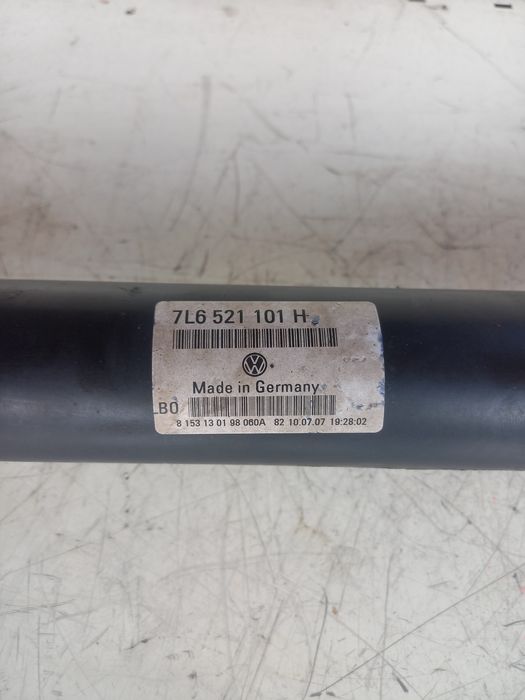 7L6 521 101 H
VW
Made in Germany
LBO
8 153 13 01 98 060A 82 10.07.07 19:28:02